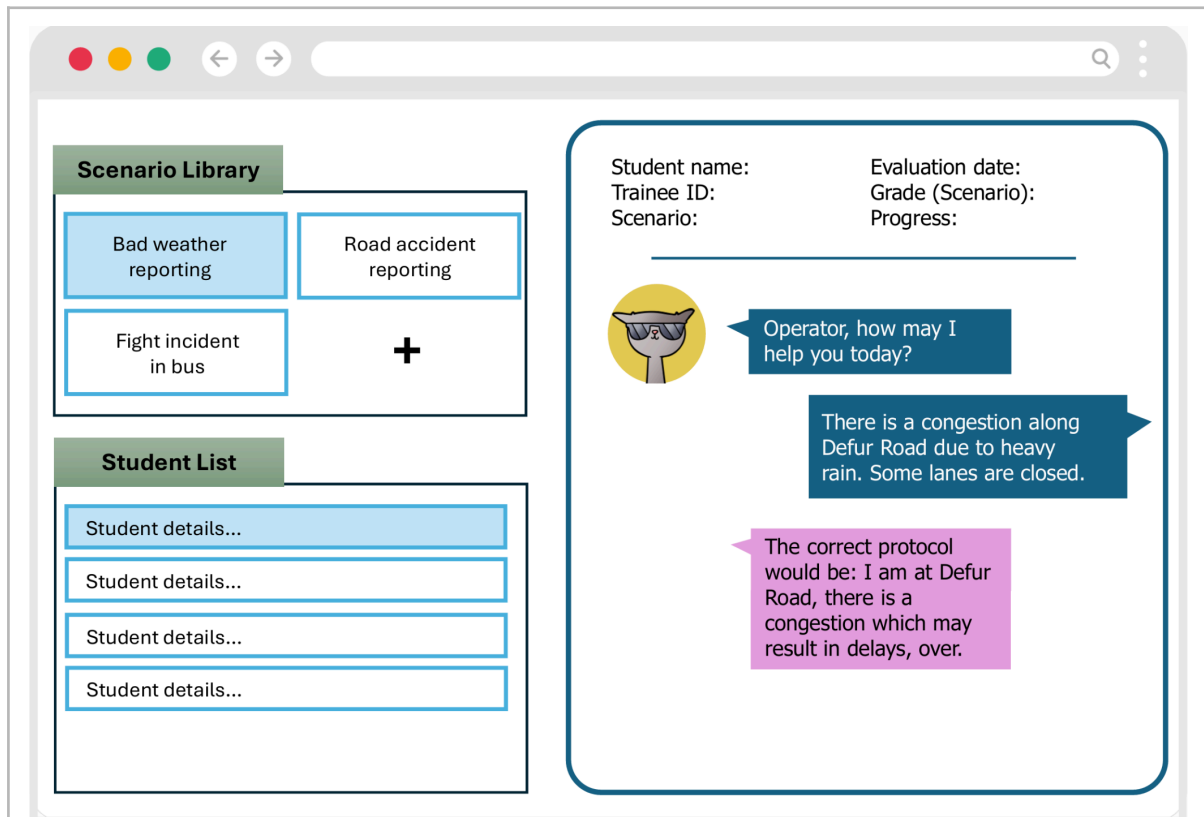 Scenario Library
Bad weather
reporting
Road accident
reporting
Fight incident
in bus
+
Student List
Student details...
Student details...
Student details...
Student details...
Student name:
Trainee ID:
Scenario:
Evaluation date:
Grade (Scenario):
Progress:
Operator, how may I
help you today?
There is a congestion along
Defur Road due to heavy
rain. Some lanes are closed.
The correct protocol
would be: I am at Defur
Road, there is a
congestion which may
result in delays, over.